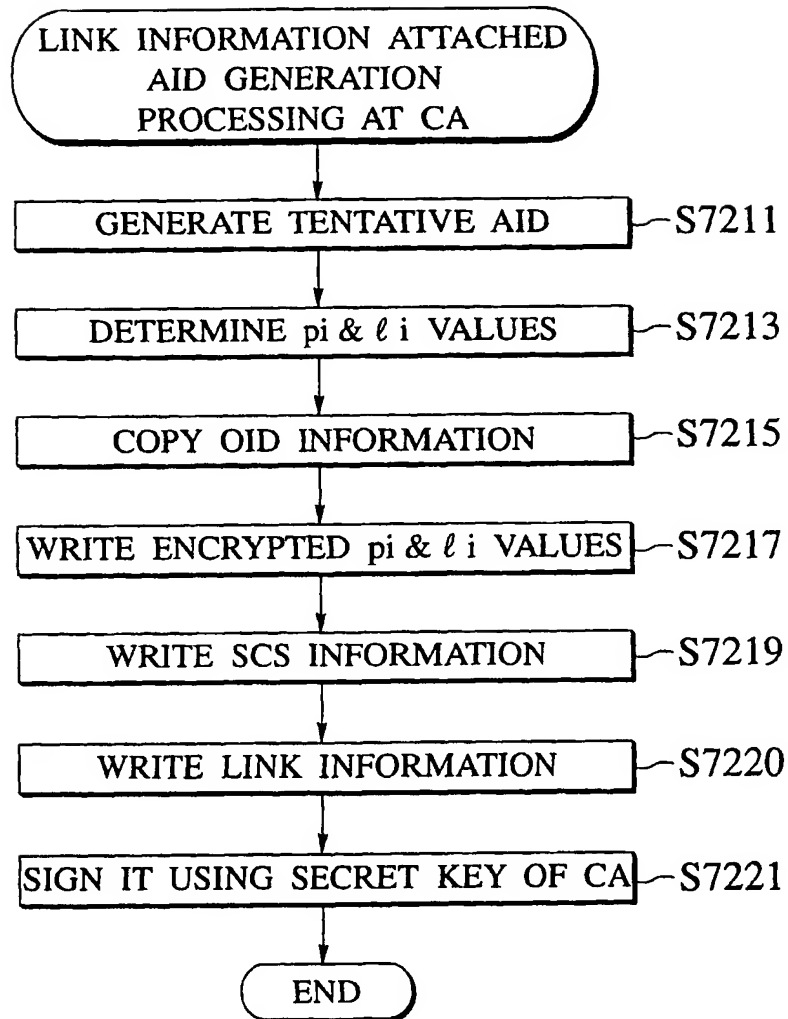 LINK INFORMATION ATTACHED
AID GENERATION
PROCESSING AT CA
GENERATE TENTATIVE AID
S7211
DETERMINE pi & ℓ i VALUES
S7213
COPY OID INFORMATION
S7215
WRITE ENCRYPTED pi & ℓ i VALUES
S7217
WRITE SCS INFORMATION
S7219
WRITE LINK INFORMATION
S7220
SIGN IT USING SECRET KEY OF CA
S7221
END